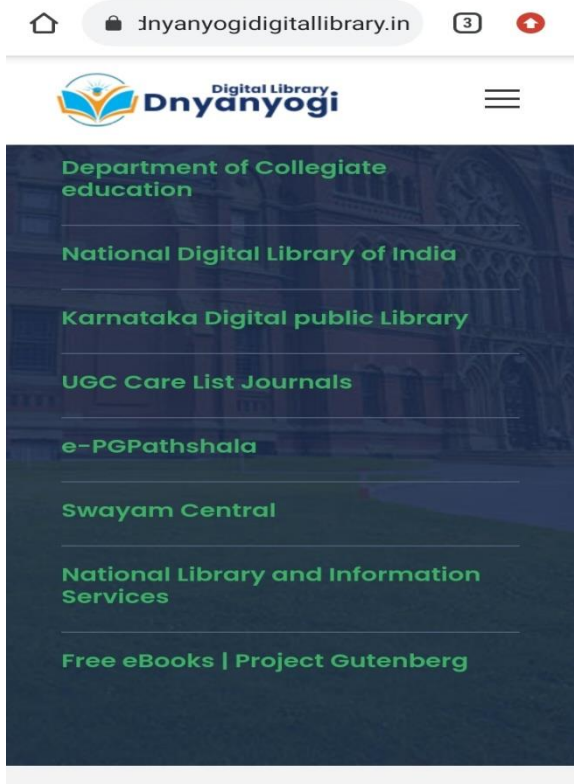 dnyanyogidigitallibrary.in
3
Digital Library
Dnyanyogi
Department of Collegiate
education
National Digital Library of India
Karnataka Digital public Library
UGC Care List Journals
e-PGPathshala
Swayam Central
National Library and Information
Services
Free eBooks | Project Gutenberg